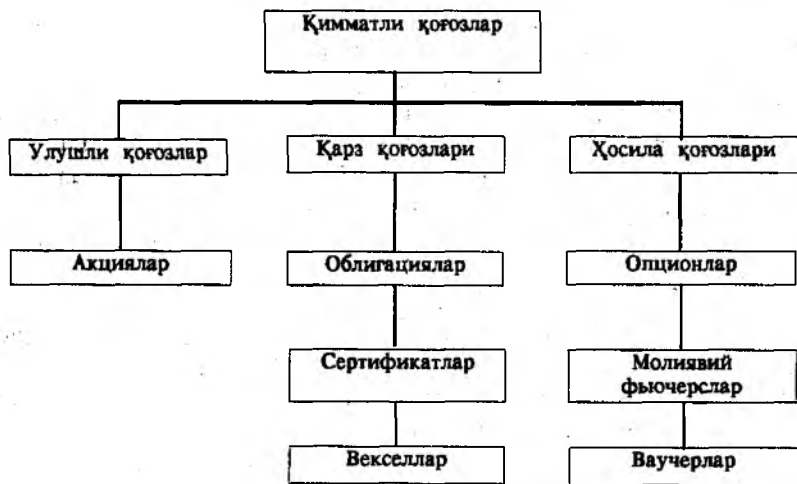 Қимматли қоғозлар
Улушли қоғозлар
Қарз қоғозлари
Ҳосила қоғозлари
Акциялар
Облигациялар
Опционлар
Сертификатлар
Молиявий
фьючерслар
Векселлар
Ваучерлар